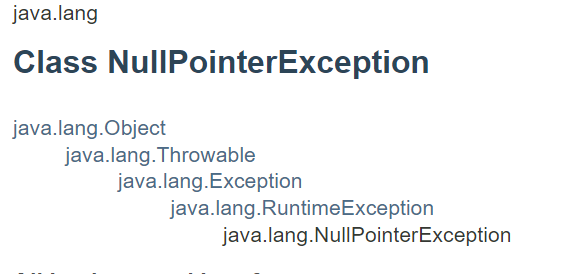 java.lang
Class NullPointerException
java.lang.Object
java.lang.Throwable
java.lang.Exception
java.lang.RuntimeException
java.lang.NullPointerException